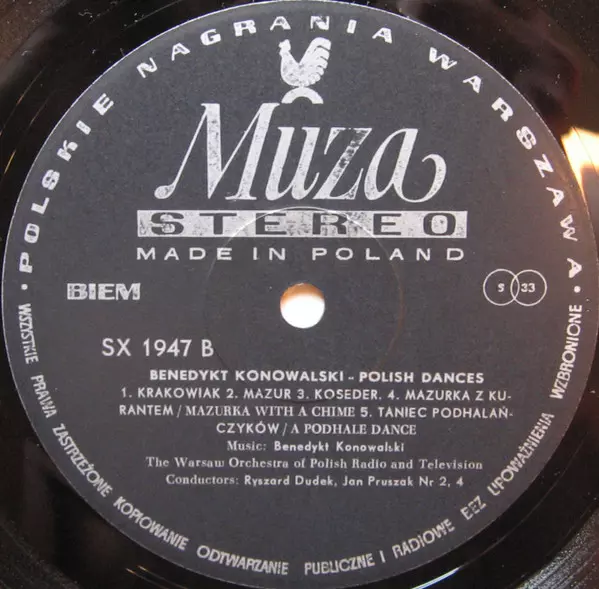 · POLSKIE NAGRANIA WARSZAWA ·
Muza
STEREO
MADE IN POLAND
BIEM
S 33
SX 1947 B
BENEDYKT KONOWALSKI - POLISH DANCES
1. KRAKOWIAK 2. MAZUR 3. KOSEDER. 4. MAZURKA Z KU-
RANTEM / MAZURKA WITH A CHIME 5. TANIEC PODHALAŃ-
CZYKÓW / A PODHALE DANCE
Music: Benedykt Konowalski
The Warsaw Orchestra of Polish Radio and Television
Conductors: Ryszard Dudek, Jan Pruszak Nr 2, 4
WSZYSTKIE PRAWA ZASTRZEŻONE KOPIOWANIE ODTWARZANIE PUBLICZNE I RADIOWE BEZ UPOWAŻNIENIA WZBRONIONE